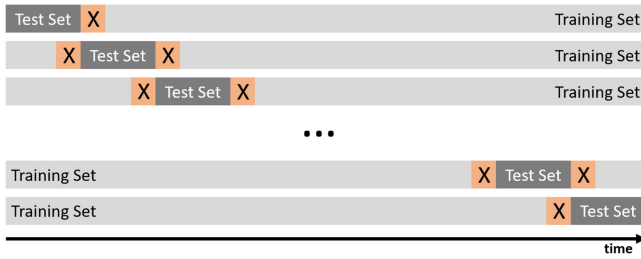 Test Set X Training Set
X Test Set X Training Set
X Test Set X Training Set
...
Training Set X Test Set X
Training Set X Test Set
time